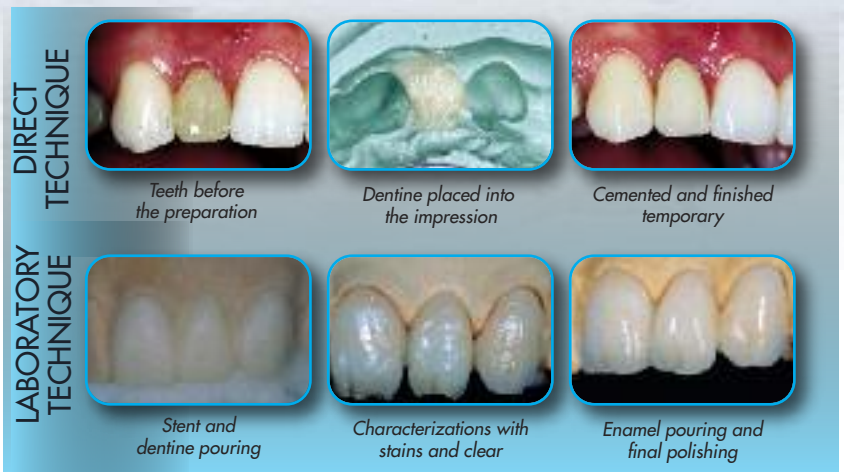 DIRECT
TECHNIQUE
Teeth before
the preparation
Dentine placed into
the impression
Cemented and finished
temporary
LABORATORY
TECHNIQUE
Stent and
dentine pouring
Characterizations with
stains and clear
Enamel pouring and
final polishing